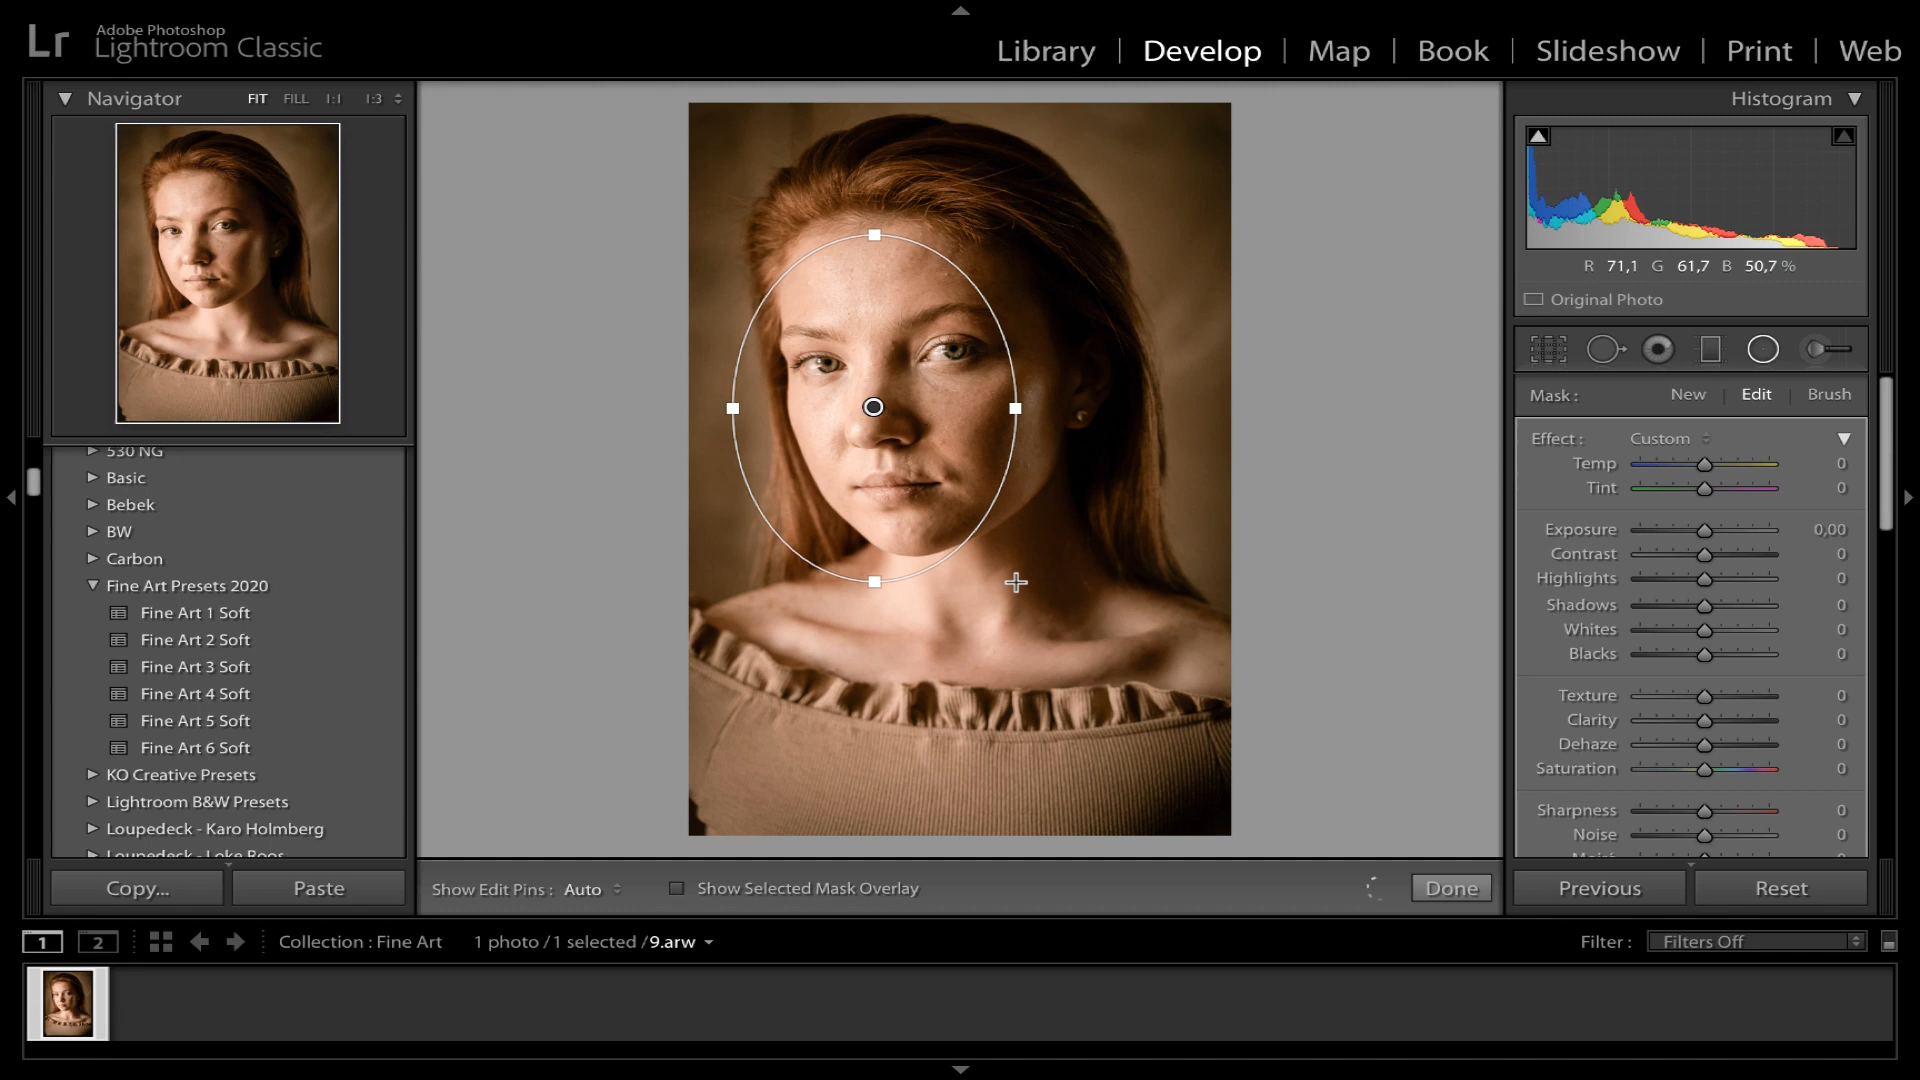 Lr Adobe Photoshop
Lightroom Classic
Library | Develop | Map | Book | Slideshow | Print | Web
Navigator FIT FILL 1:1 1:3
530 NG
Basic
Bebek
BW
Carbon
Fine Art Presets 2020
Fine Art 1 Soft
Fine Art 2 Soft
Fine Art 3 Soft
Fine Art 4 Soft
Fine Art 5 Soft
Fine Art 6 Soft
KO Creative Presets
Lightroom B&W Presets
Loupedeck - Karo Holmberg
Loupedeck - Loke Roos
Copy...
Paste
Show Edit Pins : Auto
Show Selected Mask Overlay
Done
Histogram
R 71,1 G 61,7 B 50,7 %
Original Photo
Mask : New | Edit | Brush
Effect : Custom
Temp 0
Tint 0
Exposure 0,00
Contrast 0
Highlights 0
Shadows 0
Whites 0
Blacks 0
Texture 0
Clarity 0
Dehaze 0
Saturation 0
Sharpness 0
Noise 0
Moiré 0
Previous
Reset
1 2 Collection : Fine Art 1 photo / 1 selected / 9.arw
Filter : Filters Off